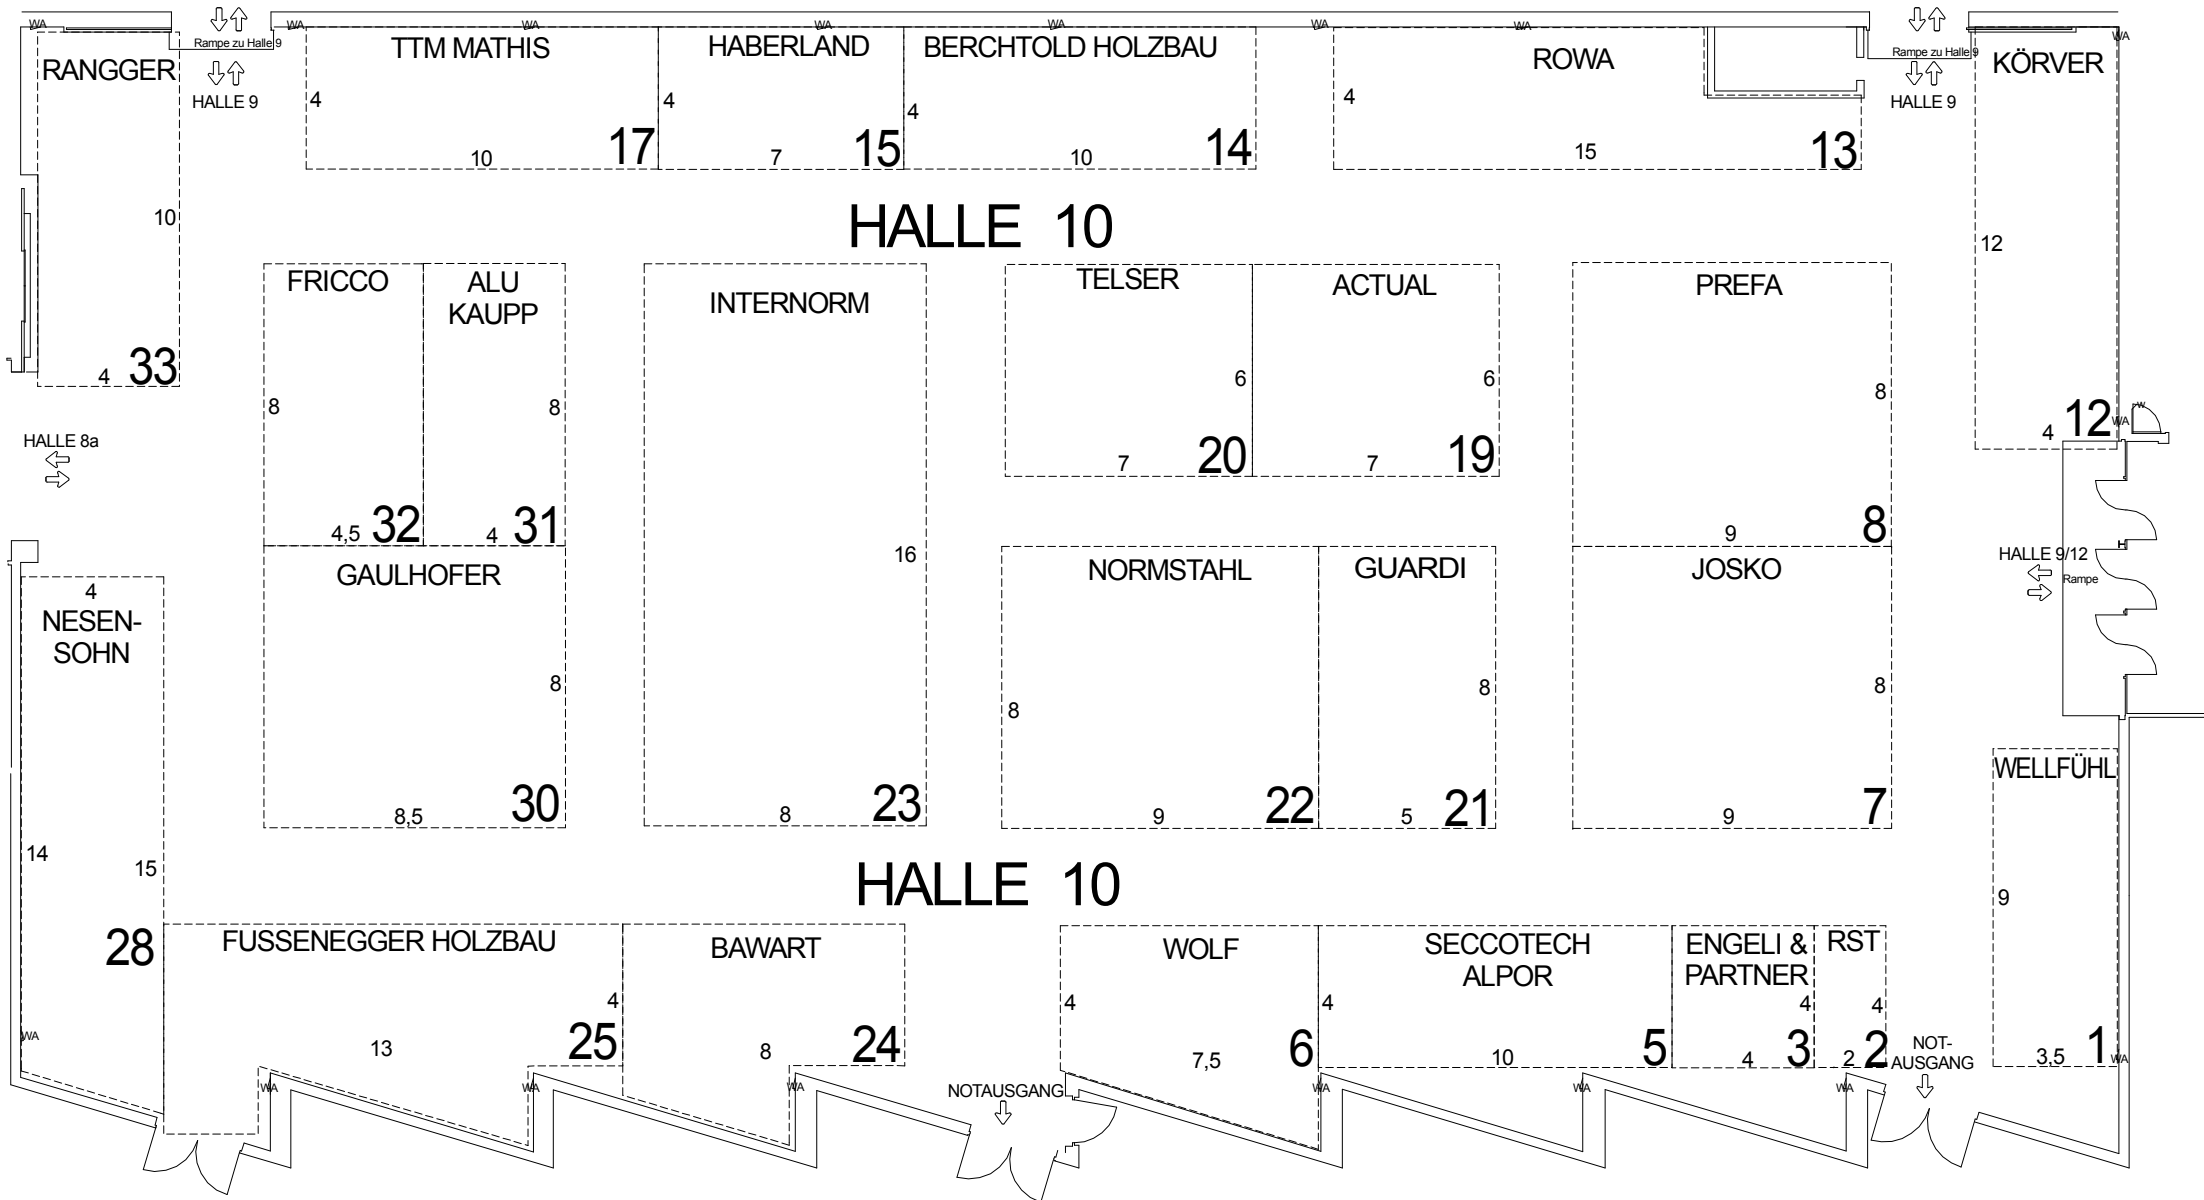 WA
WA
WA
WA
WA
WA
WA
WA
Rampe zu Halle 9
Rampe zu Halle 9
RANGGER
TTM MATHIS
HABERLAND
BERCHTOLD HOLZBAU
ROWA
KÖRVER
HALLE 9
HALLE 9
4
4
4
4
10
17
7
15
10
14
15
13
10
12
HALLE 10
FRICCO
ALU
KAUPP
INTERNORM
TELSER
ACTUAL
PREFA
4
33
8
8
6
6
8
4
12
WA
W
HALLE 8a
7
20
7
19
4,5
32
4
31
9
8
16
HALLE 9/12
Rampe
GAULHOFER
NORMSTAHL
GUARDI
JOSKO
4
NESEN-
SOHN
8
8
8
8
WELLFÜHL
8,5
30
8
23
9
22
5
21
9
7
14
15
9
HALLE 10
28
FUSSENEGGER HOLZBAU
BAWART
WOLF
SECCOTECH
ALPOR
ENGELI &
PARTNER
RST
4
4
4
4
4
WA
13
25
8
24
7,5
6
10
5
4
3
2
2
NOT-
AUSGANG
3,5
1
WA
NOTAUSGANG
WA
WA
WA
WA
WA
WA